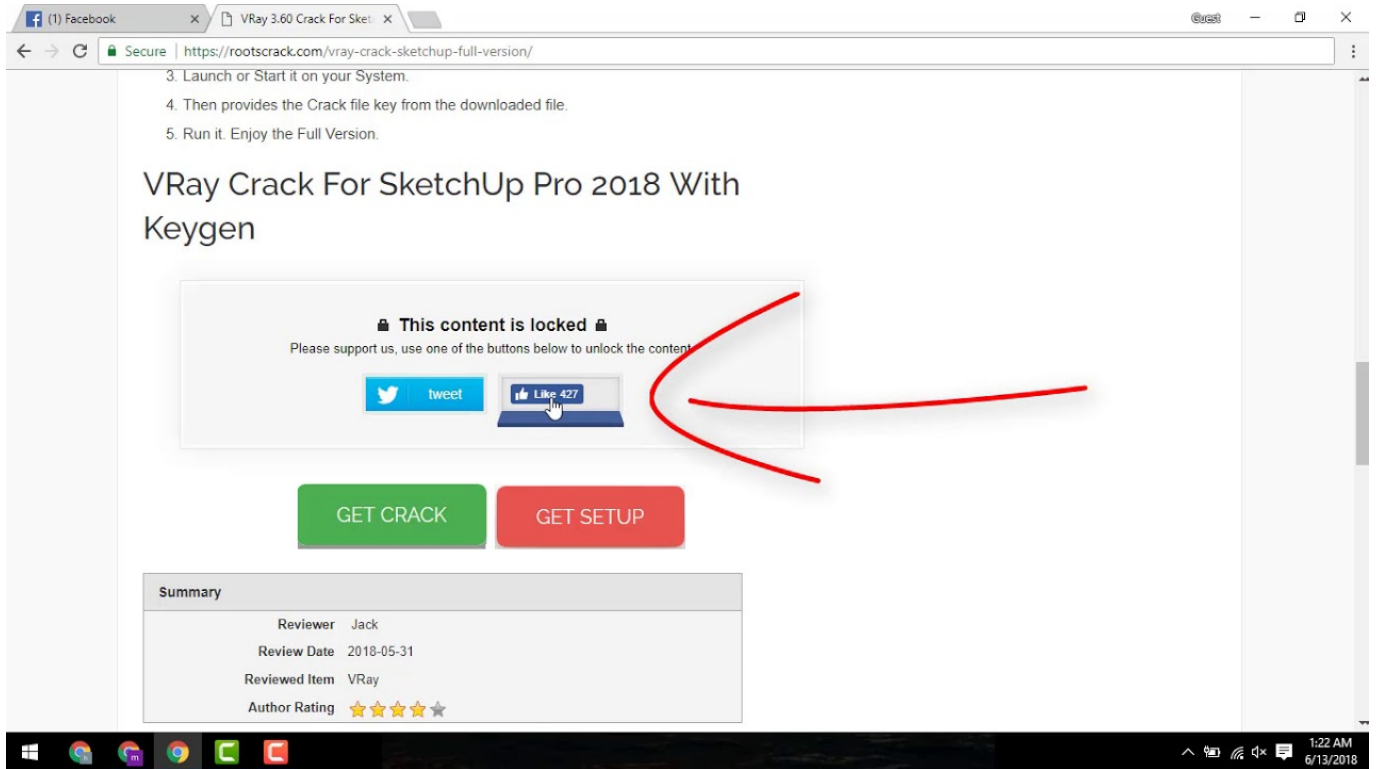 (1) Facebook
VRay 3.60 Crack For Sket
Guest
Secure | https://rootscrack.com/vray-crack-sketchup-full-version/
3. Launch or Start it on your System.
4. Then provides the Crack file key from the downloaded file.
5. Run it. Enjoy the Full Version.
VRay Crack For SketchUp Pro 2018 With
Keygen
This content is locked
Please support us, use one of the buttons below to unlock the content.
tweet
Like 427
GET CRACK
GET SETUP
Summary
Reviewer Jack
Review Date 2018-05-31
Reviewed Item VRay
Author Rating
m
1:22 AM
6/13/2018